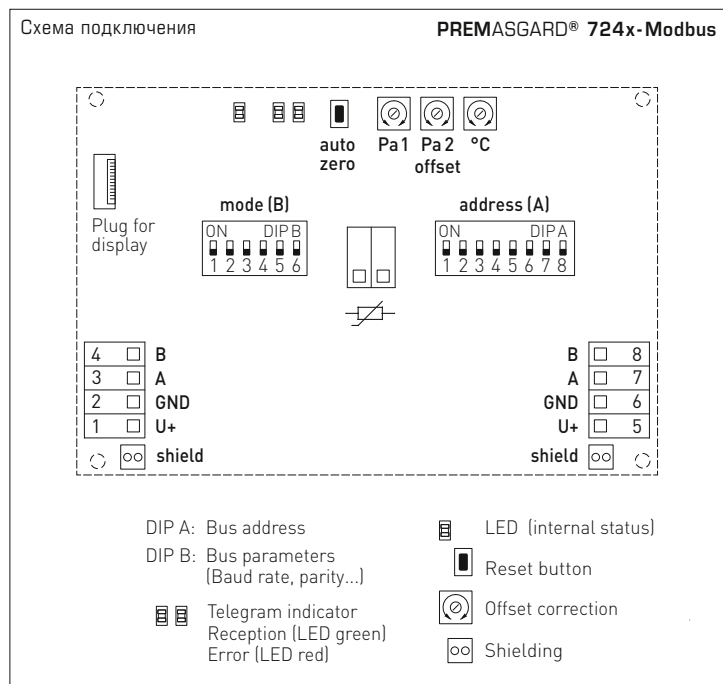 Схема подключения
PREMASGARD® 724x-Modbus
auto
zero
Pa 1
Pa 2
°C
offset
Plug for
display
mode (B)
ON DIP B
1 2 3 4 5 6
address (A)
ON DIP A
1 2 3 4 5 6 7 8
4 B
3 A
2 GND
1 U+
shield
B 8
A 7
GND 6
U+ 5
shield
DIP A: Bus address
DIP B: Bus parameters
(Baud rate, parity...)
Telegram indicator
Reception (LED green)
Error (LED red)
LED (internal status)
Reset button
Offset correction
Shielding